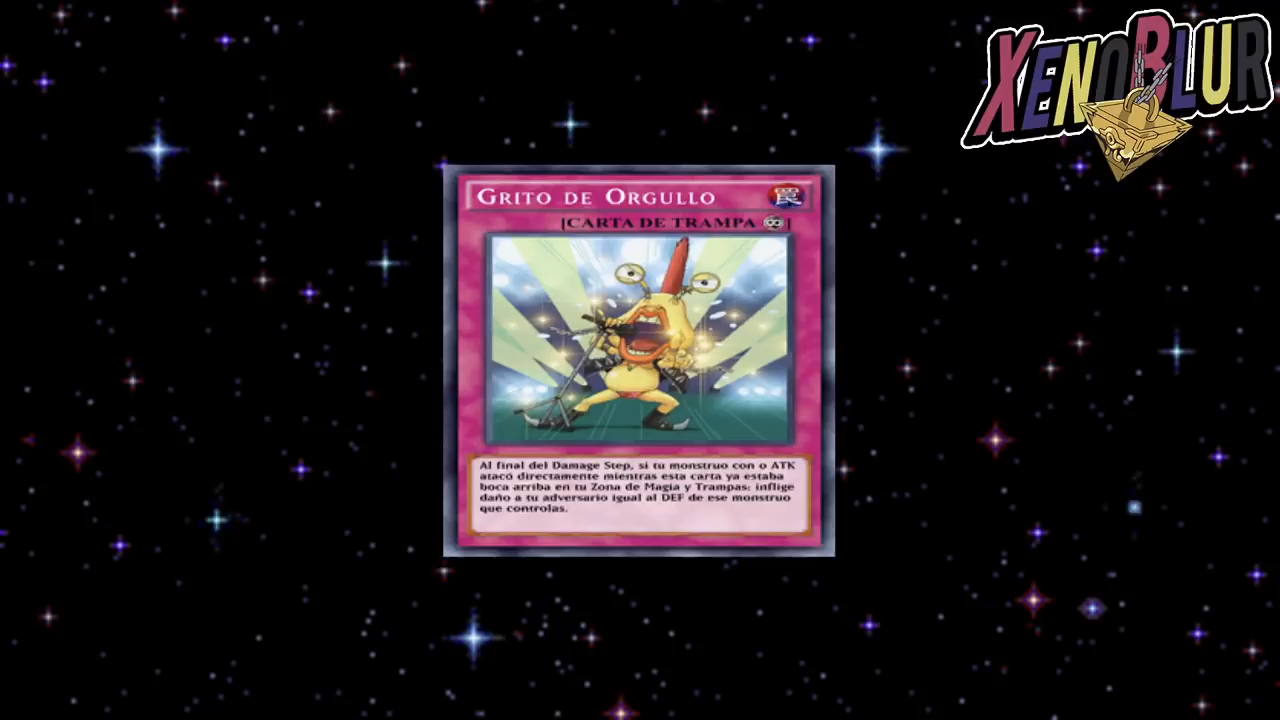 XENOBLUR
GRITO DE ORGULLO
罠
[CARTA DE TRAMPA ]
Al final del Damage Step, si tu monstruo con 0 ATK
atacó directamente mientras esta carta ya estaba
boca arriba en tu Zona de Magia y Trampas: inflige
daño a tu adversario igual al DEF de ese monstruo
que controlas.